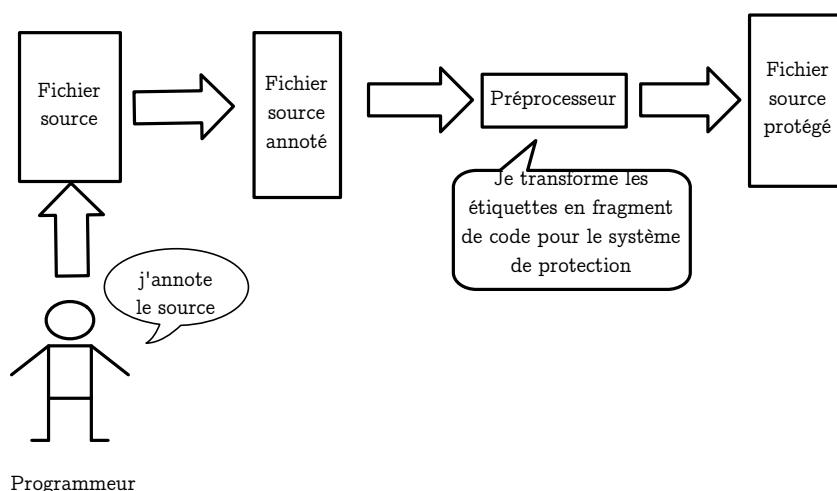 Fichier
source
Fichier
source
annoté
Préprocesseur
Fichier
source
protégé
Je transforme les
étiquettes en fragment
de code pour le système
de protection
j'annote
le source
Programmeur